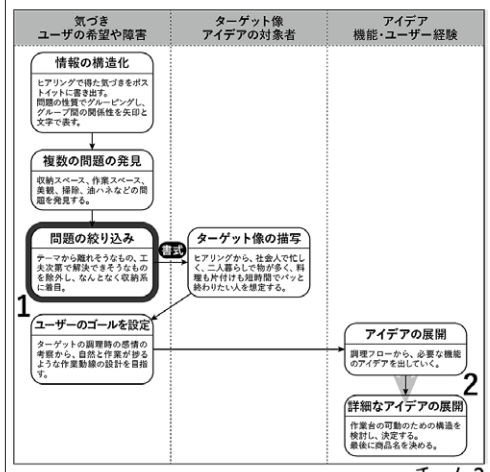 気づき
ユーザの希望や障害
ターゲット像
アイデアの対象者
アイデア
機能・ユーザー経験
情報の構造化
ヒアリングで得た気づきをポス
トイットに書き出す。
問題の性質でグルーピングし、
グループ間の関係性を矢印と
文字で表す。
複数の問題の発見
収納スペース、作業スペース、
美観、掃除、油ハネなどの問
題を発見する。
問題の絞り込み
テーマから離れそうなもの、工
夫次第で解決できそうなもの
を除外し、なんとなく収納系
に着目。
書式
ターゲット像の描写
ヒアリングから、社会人で忙し
く、二人暮らしで物が多く、料
理も片付けも短時間でパッと
終わりたい人を想定する。
1
ユーザーのゴールを設定
ターゲットの調理時の感情の
考察から、自然と作業が捗る
ような作業動線の設計を目指
す。
アイデアの展開
調理フローから、必要な機能
のアイデアを出していく。
2
詳細なアイデアの展開
作業台の可動のための構造を
検討し、決定する。
最後に商品名を決める。